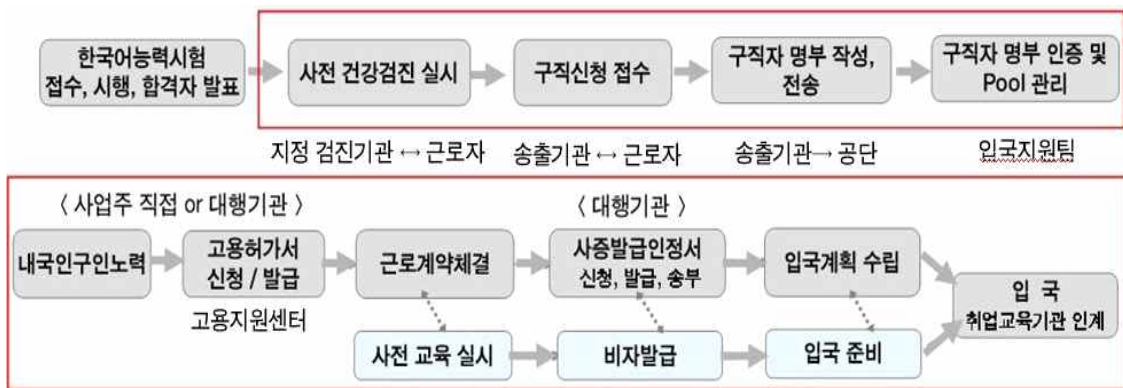 한국어능력시험
접수, 시행, 합격자 발표
사전 건강검진 실시
구직신청 접수
구직자 명부 작성,
전송
구직자 명부 인증 및
Pool 관리
지정 검진기관 ↔ 근로자
송출기관 ↔ 근로자
송출기관→ 공단
입국지원팀
〈 사업주 직접 or 대행기관 〉
〈 대행기관 〉
내국인구인노력
고용허가서
신청 / 발급
근로계약체결
사증발급인정서
신청, 발급, 송부
입국계획 수립
입 국
취업교육기관 인계
고용지원센터
사전 교육 실시
비자발급
입국 준비